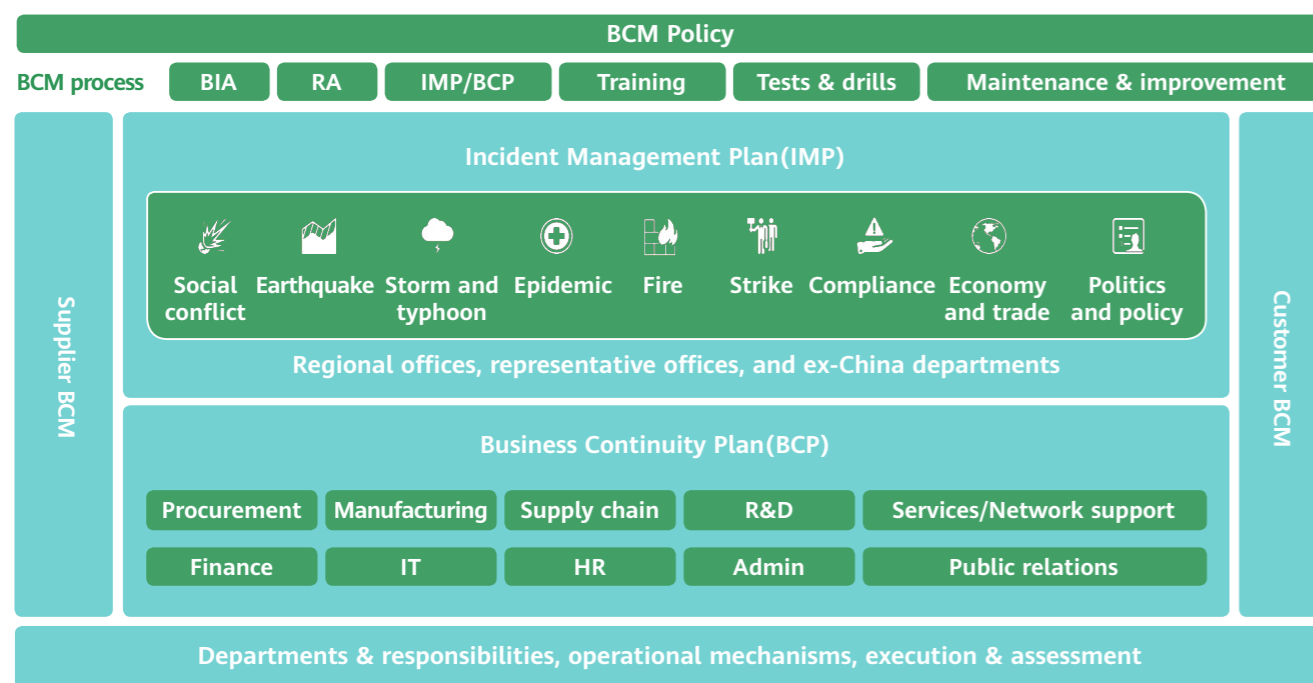 BCM Policy
BCM process BIA RA IMP/BCP Training Tests & drills Maintenance & improvement
Supplier BCM
Incident Management Plan(IMP)
Social conflict
Earthquake
Storm and typhoon
Epidemic
Fire
Strike
Compliance
Economy and trade
Politics and policy
Regional offices, representative offices, and ex-China departments
Business Continuity Plan(BCP)
Procurement Manufacturing Supply chain R&D Services/Network support
Finance IT HR Admin Public relations
Customer BCM
Departments & responsibilities, operational mechanisms, execution & assessment